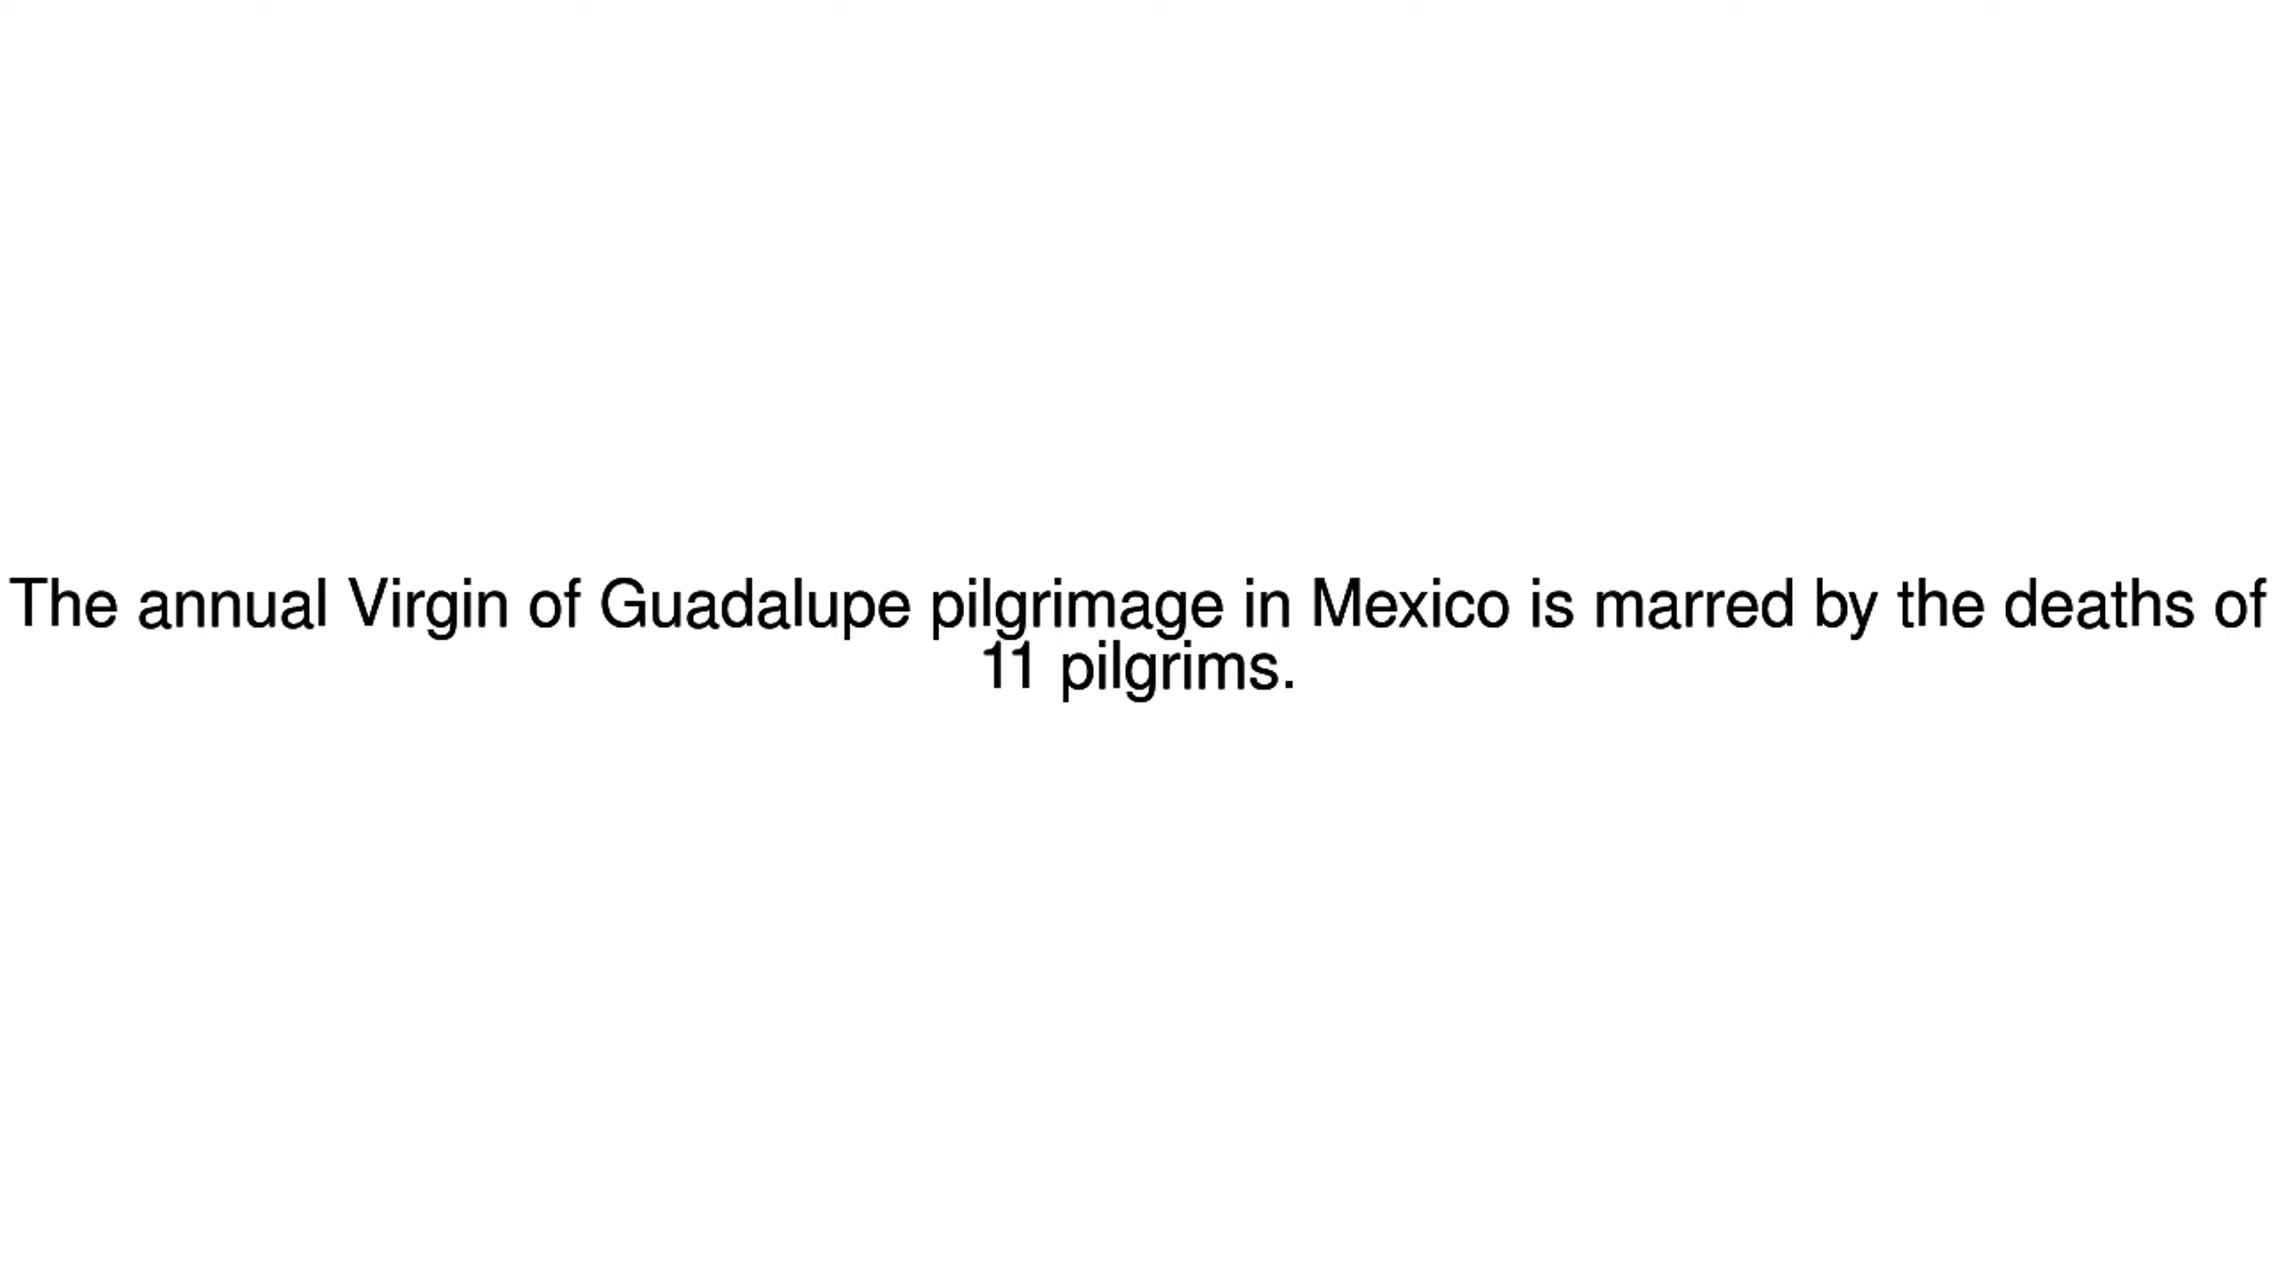 The annual Virgin of Guadalupe pilgrimage in Mexico is marred by the deaths of
11 pilgrims.